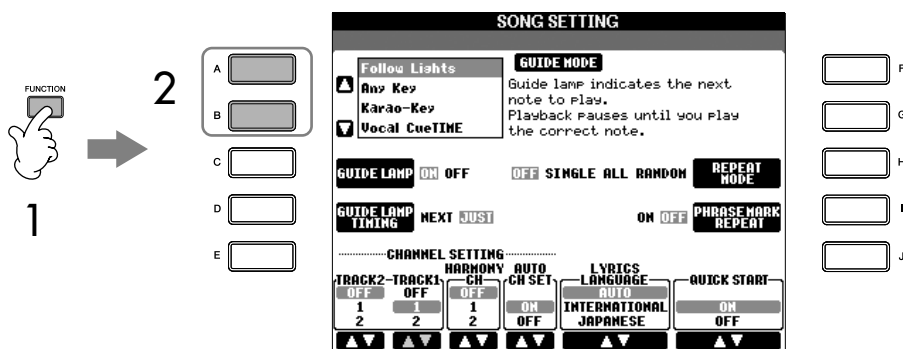 SONG SETTING
FUNCTION
1
2
A
B
C
D
E
Follow Lights
Any Key
Karao-Key
Vocal CueTIME
GUIDE MODE
Guide lamp indicates the next
note to play.
Playback pauses until you play
the correct note.
GUIDE LAMP ON OFF
OFF SINGLE ALL RANDOM REPEAT MODE
GUIDE LAMP TIMING NEXT JUST
ON OFF PHRASE MARK REPEAT
CHANNEL SETTING
TRACK2 TRACK1 HARMONY CH AUTO CH SET LYRICS LANGUAGE QUICK START
OFF OFF OFF AUTO
1 1 1 ON INTERNATIONAL ON
2 2 2 OFF JAPANESE OFF
F
G
H
I
J